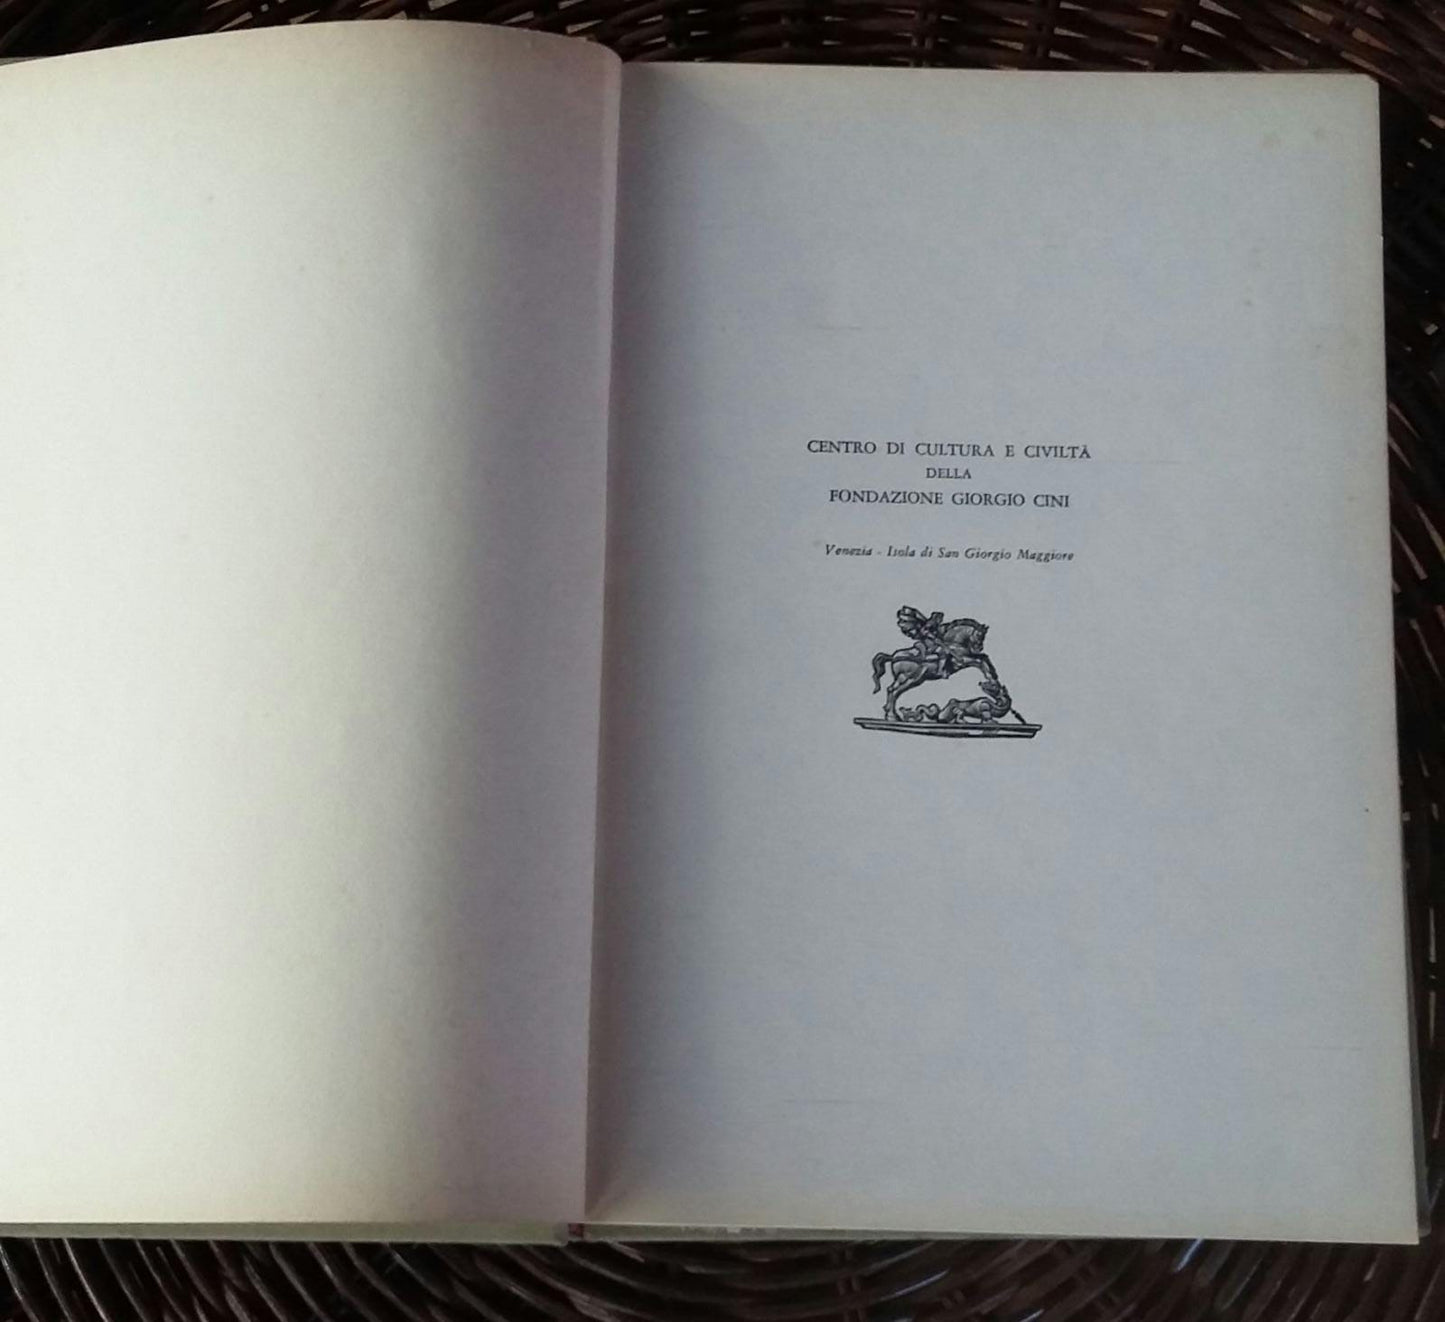 CENTRO DI CULTURA E CIVILTÀ
DELLA
FONDAZIONE GIORGIO CINI
Venezia - Isola di San Giorgio Maggiore